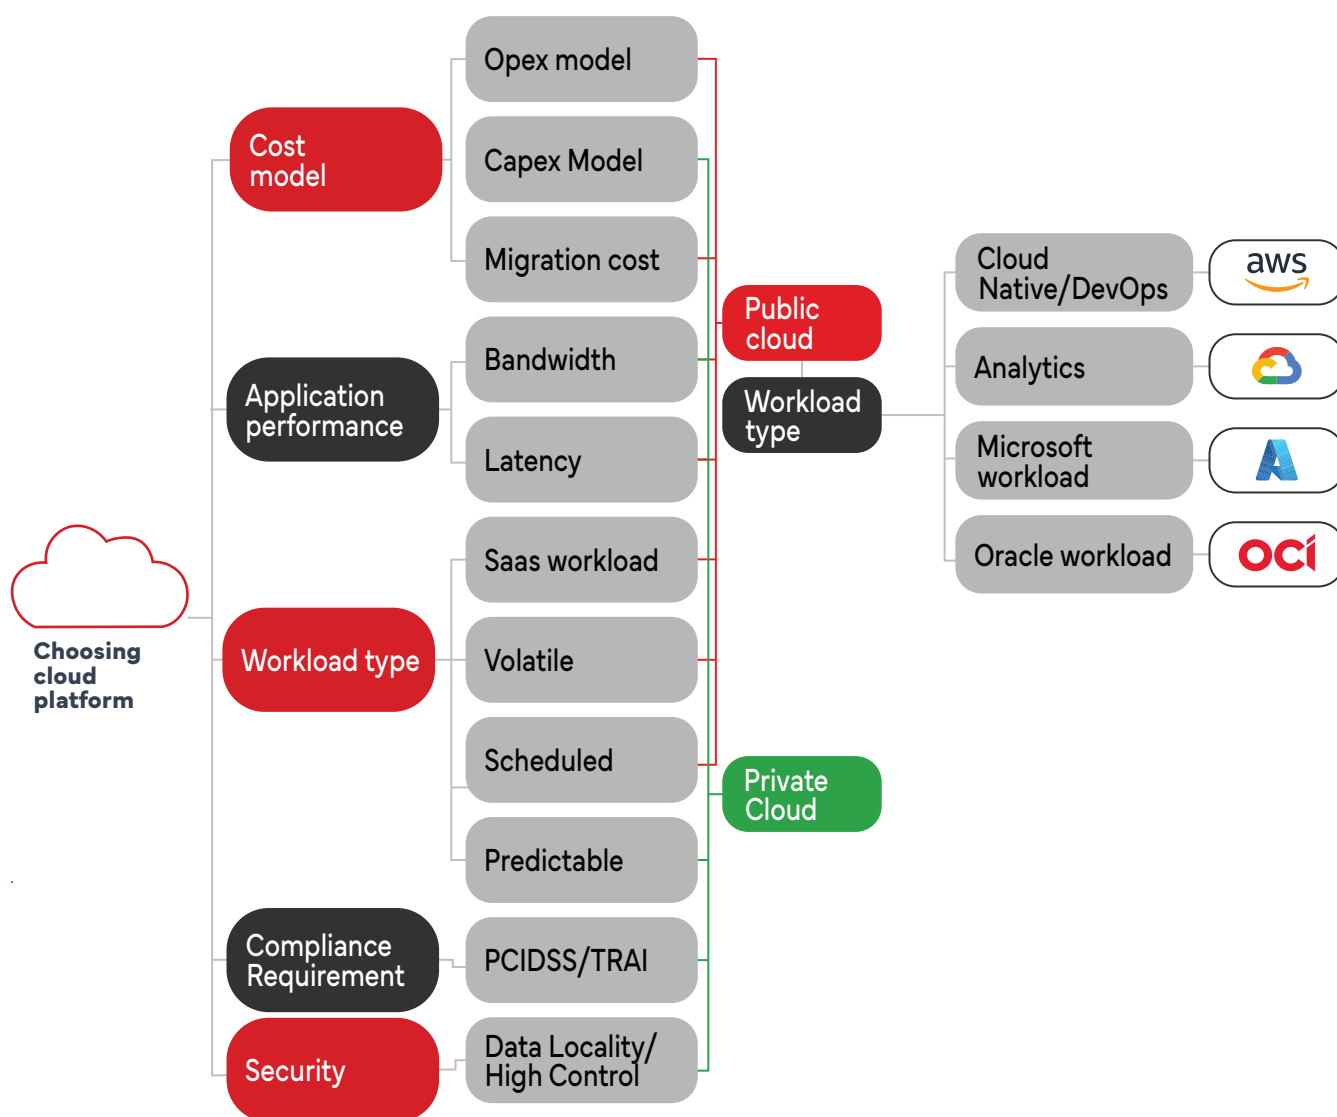 Choosing
cloud
platform
Cost
model
Application
performance
Workload type
Compliance
Requirement
Security
Opex model
Capex Model
Migration cost
Bandwidth
Latency
Saas workload
Volatile
Scheduled
Predictable
PCIDSS/TRAI
Data Locality/
High Control
Public
cloud
Workload
type
Private
Cloud
Cloud
Native/DevOps
Analytics
Microsoft
workload
Oracle workload
aws
OCI